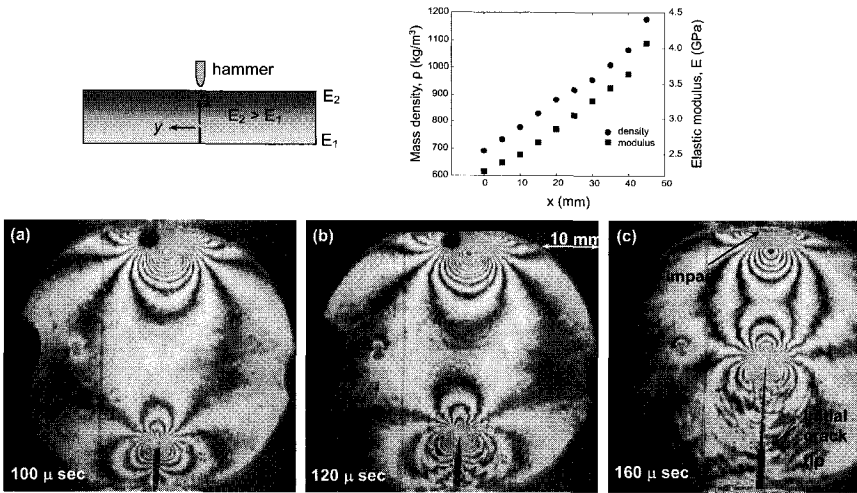 hammer
E₂
E₂ > E₁
y
E₁
Mass density, ρ (kg/m³)
1200
1100
1000
900
800
700
600
4.5
4.0
3.5
3.0
2.5
Elastic modulus, E (GPa)
density
modulus
0 10 20 30 40 50
x (mm)
(a)
100 μ sec
(b)
10 mm
120 μ sec
(c)
crack
tip
160 μ sec